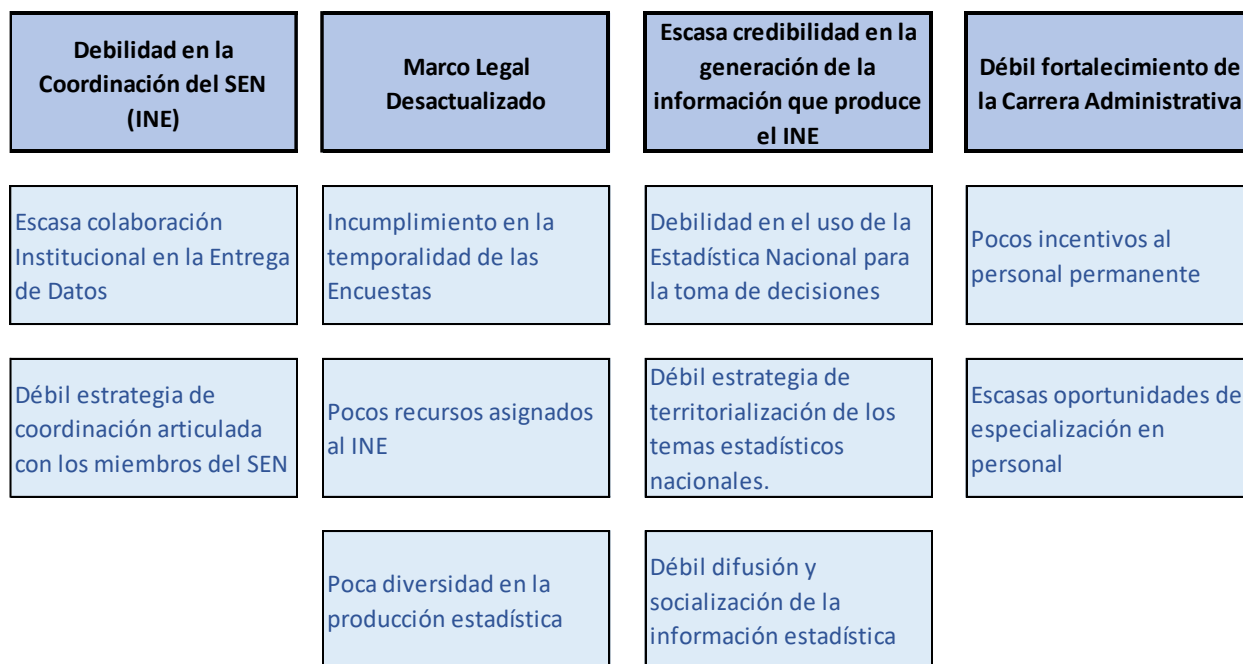 Debilidad en la
Coordinación del SEN
(INE)
Marco Legal
Desactualizado
Escasa credibilidad en la
generación de la
información que produce
el INE
Débil fortalecimiento de
la Carrera Administrativa
Escasa colaboración
Institucional en la Entrega
de Datos
Incumplimiento en la
temporalidad de las
Encuestas
Debilidad en el uso de la
Estadística Nacional para
la toma de decisiones
Pocos incentivos al
personal permanente
Débil estrategia de
coordinación articulada
con los miembros del SEN
Pocos recursos asignados
al INE
Débil estrategia de
territorialización de los
temas estadísticos
nacionales.
Escasas oportunidades de
especialización en
personal
Poca diversidad en la
producción estadística
Débil difusión y
socialización de la
información estadística